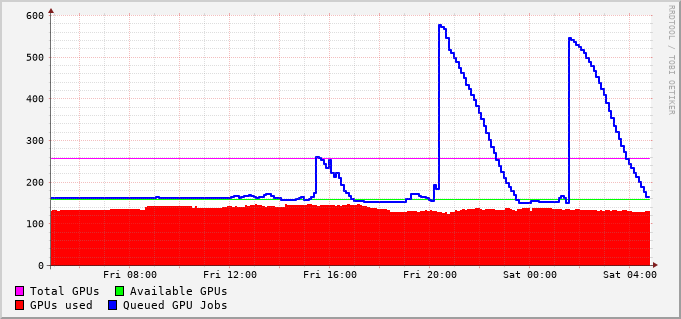 600
500
400
300
200
100
0
Fri 08:00 Fri 12:00 Fri 16:00 Fri 20:00 Sat 00:00 Sat 04:00
Total GPUs Available GPUs
GPUs used Queued GPU Jobs
RRDTOOL / TOBI OETIKER